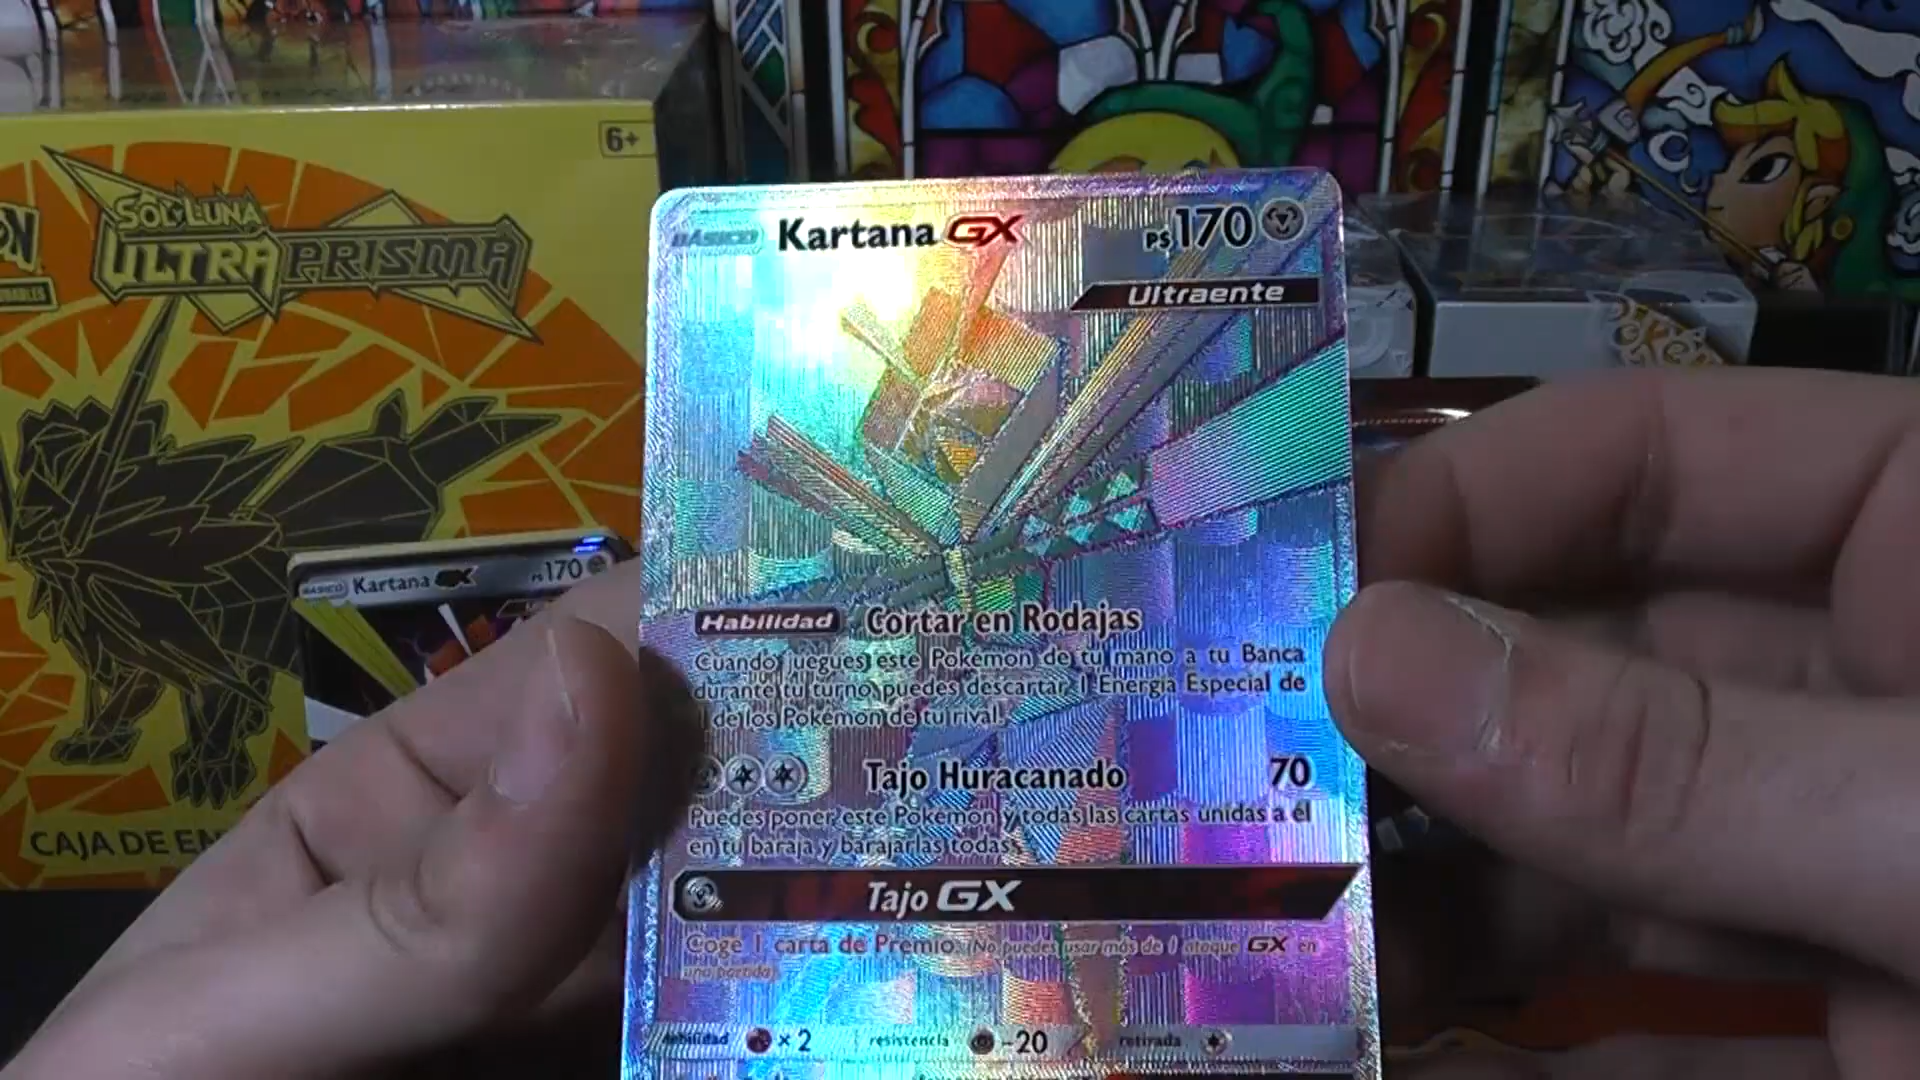 6+
SOL Y LUNA
ULTRAPRISMA
BÁSICO Kartana GX PS170
Ultraente
BÁSICO Kartana GX PS170
Habilidad Cortar en Rodajas
Cuando juegues este Pokémon de tu mano a tu Banca
durante tu turno, puedes descartar 1 Energía Especial de
1 de los Pokémon de tu rival.
Tajo Huracanado 70
Puedes poner este Pokémon y todas las cartas unidas a él
en tu baraja y barajarlas todas.
Tajo GX
Coge 1 carta de Premio. (No puedes usar más de 1 ataque GX en
una partida).
debilidad × 2 resistencia -20 retirada
CAJA DE